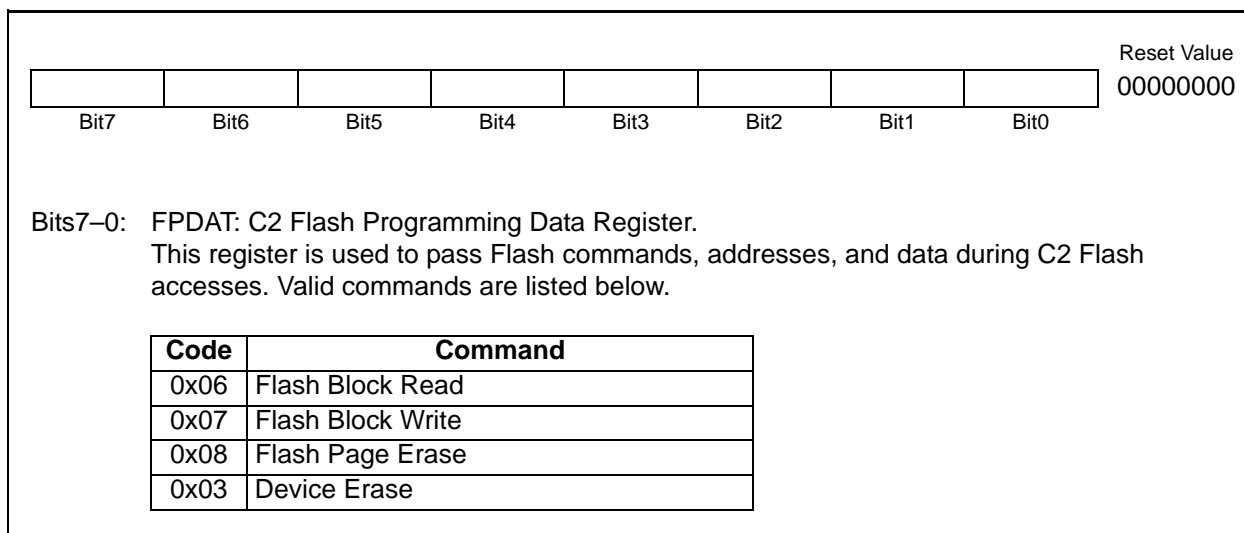 Reset Value
00000000
Bit7 Bit6 Bit5 Bit4 Bit3 Bit2 Bit1 Bit0
Bits7–0: FPDAT: C2 Flash Programming Data Register.
This register is used to pass Flash commands, addresses, and data during C2 Flash
accesses. Valid commands are listed below.
Code Command
0x06 Flash Block Read
0x07 Flash Block Write
0x08 Flash Page Erase
0x03 Device Erase